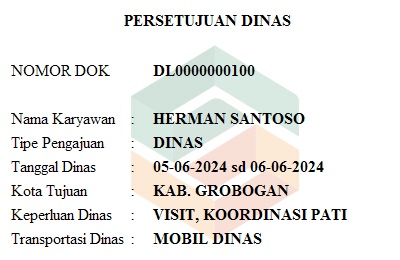 PERSETUJUAN DINAS
NOMOR DOK DL0000000100
Nama Karyawan : HERMAN SANTOSO
Tipe Pengajuan : DINAS
Tanggal Dinas : 05-06-2024 sd 06-06-2024
Kota Tujuan : KAB. GROBOGAN
Keperluan Dinas : VISIT, KOORDINASI PATI
Transportasi Dinas : MOBIL DINAS